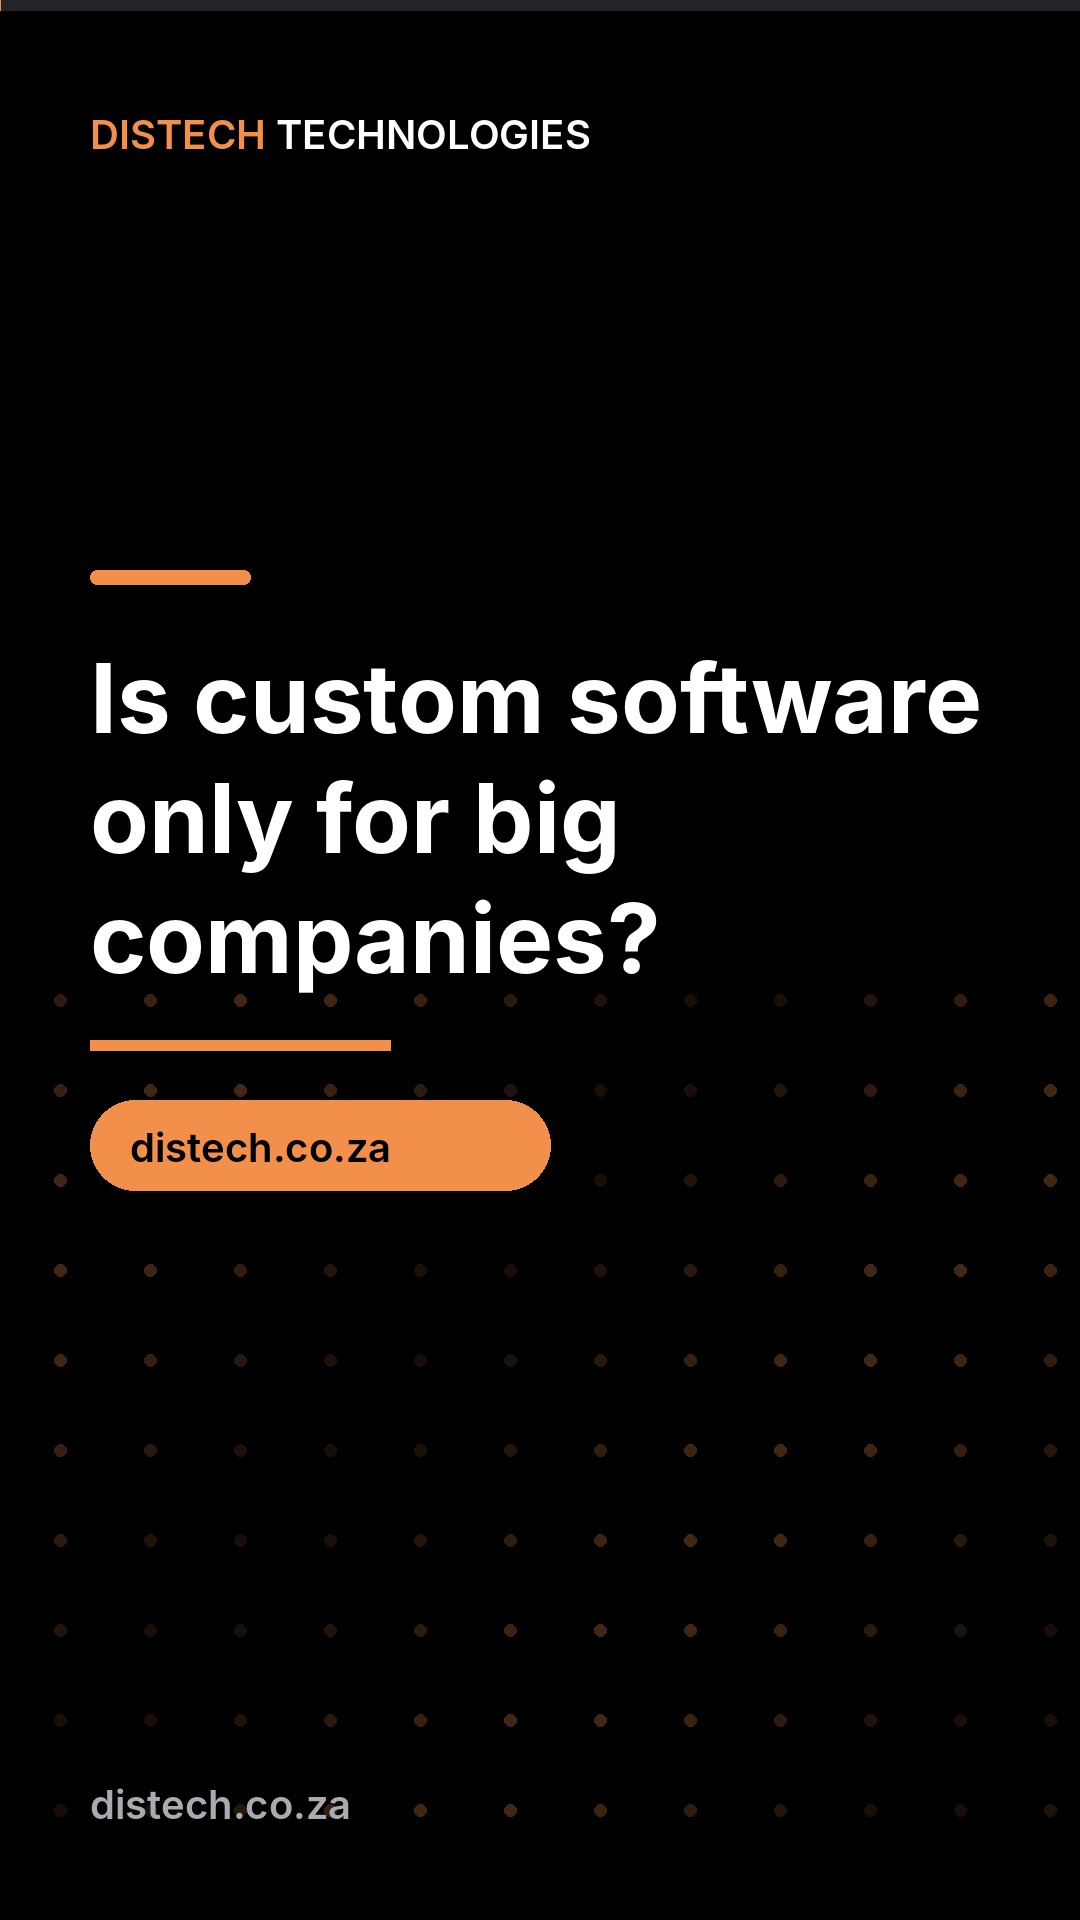 DISTECH TECHNOLOGIES
Is custom software
only for big
companies?
distech.co.za
distech.co.za